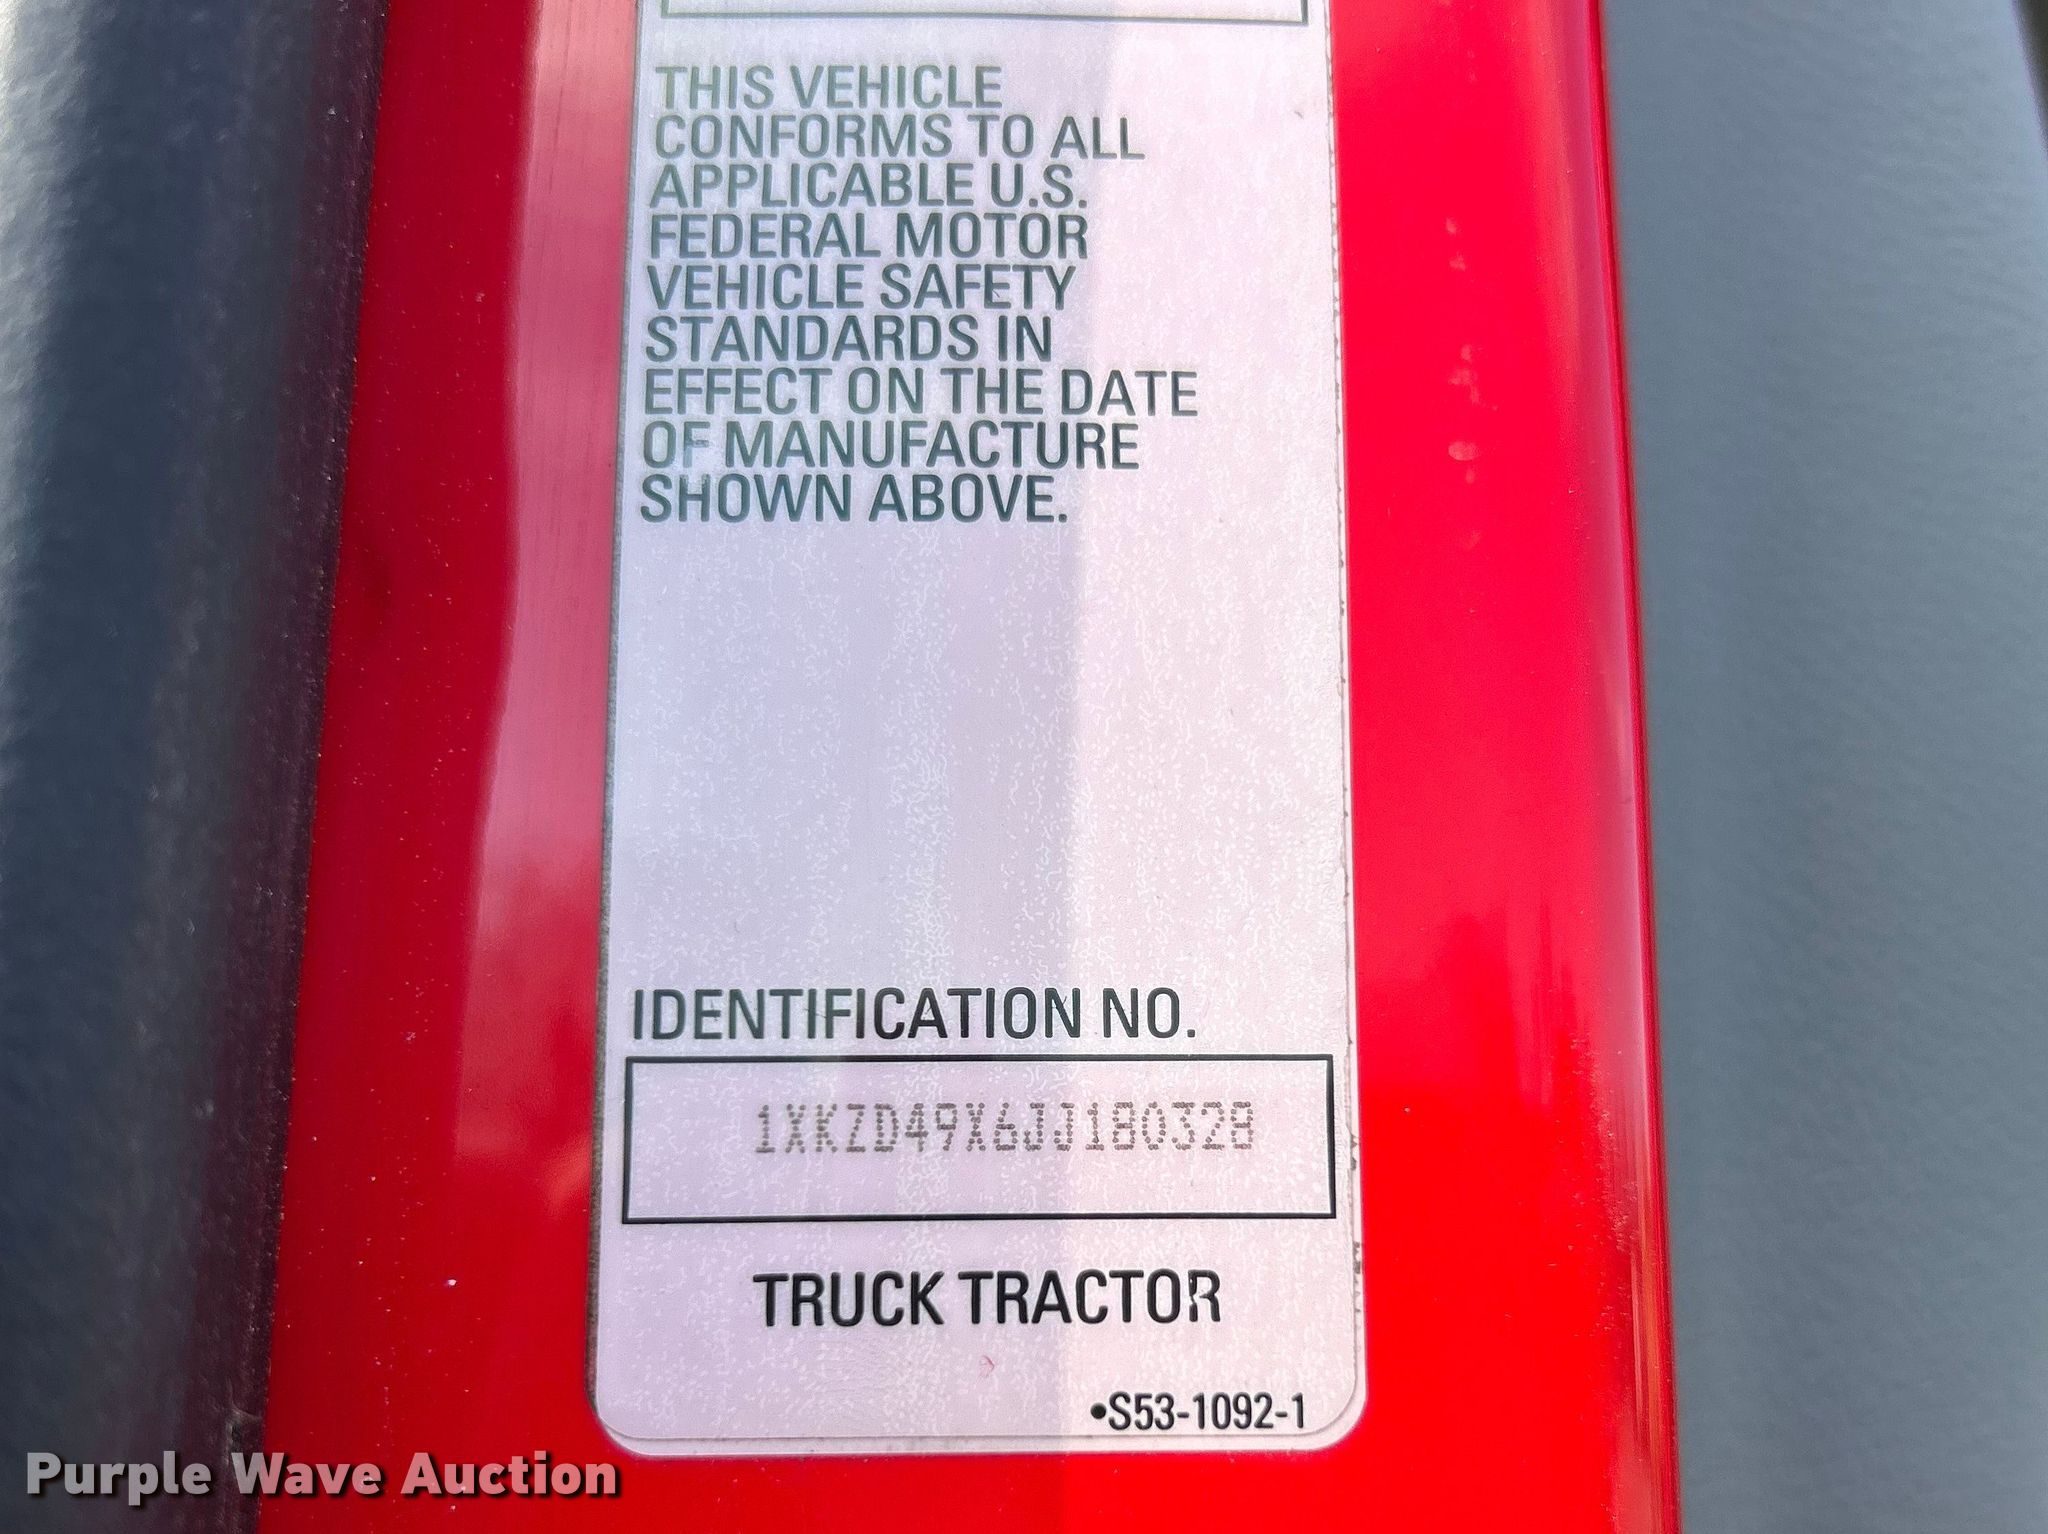 THIS VEHICLE
CONFORMS TO ALL
APPLICABLE U.S.
FEDERAL MOTOR
VEHICLE SAFETY
STANDARDS IN
EFFECT ON THE DATE
OF MANUFACTURE
SHOWN ABOVE.
IDENTIFICATION NO.
1XKZD49X6JJ180328
TRUCK TRACTOR
•S53-1092-1
Purple Wave Auction